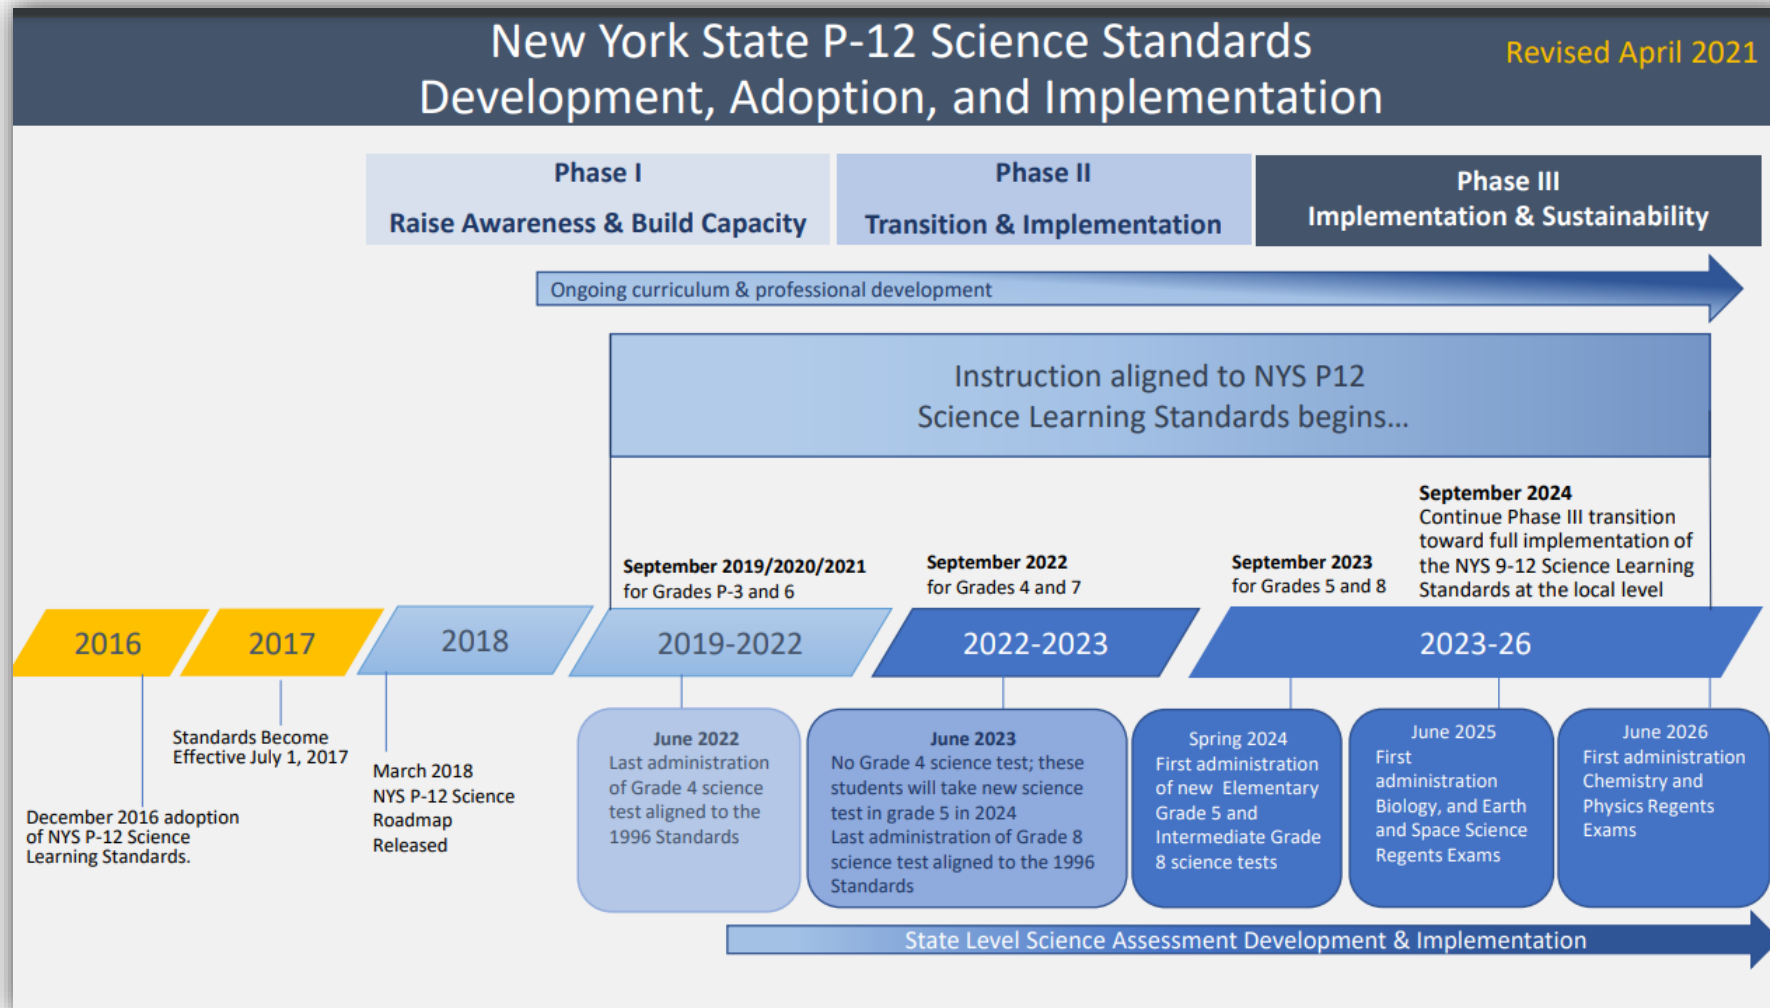 New York State P-12 Science Standards
Development, Adoption, and Implementation
Revised April 2021
Phase I
Raise Awareness & Build Capacity
Phase II
Transition & Implementation
Phase III
Implementation & Sustainability
Ongoing curriculum & professional development
Instruction aligned to NYS P12
Science Learning Standards begins...
September 2019/2020/2021
for Grades P-3 and 6
September 2022
for Grades 4 and 7
September 2023
for Grades 5 and 8
September 2024
Continue Phase III transition
toward full implementation of
the NYS 9-12 Science Learning
Standards at the local level
2016
2017
2018
2019-2022
2022-2023
2023-26
December 2016 adoption
of NYS P-12 Science
Learning Standards.
Standards Become
Effective July 1, 2017
March 2018
NYS P-12 Science
Roadmap
Released
June 2022
Last administration
of Grade 4 science
test aligned to the
1996 Standards
June 2023
No Grade 4 science test; these
students will take new science
test in grade 5 in 2024
Last administration of Grade 8
science test aligned to the 1996
Standards
Spring 2024
First administration
of new Elementary
Grade 5 and
Intermediate Grade
8 science tests
June 2025
First
administration
Biology, and Earth
and Space Science
Regents Exams
June 2026
First administration
Chemistry and
Physics Regents
Exams
State Level Science Assessment Development & Implementation